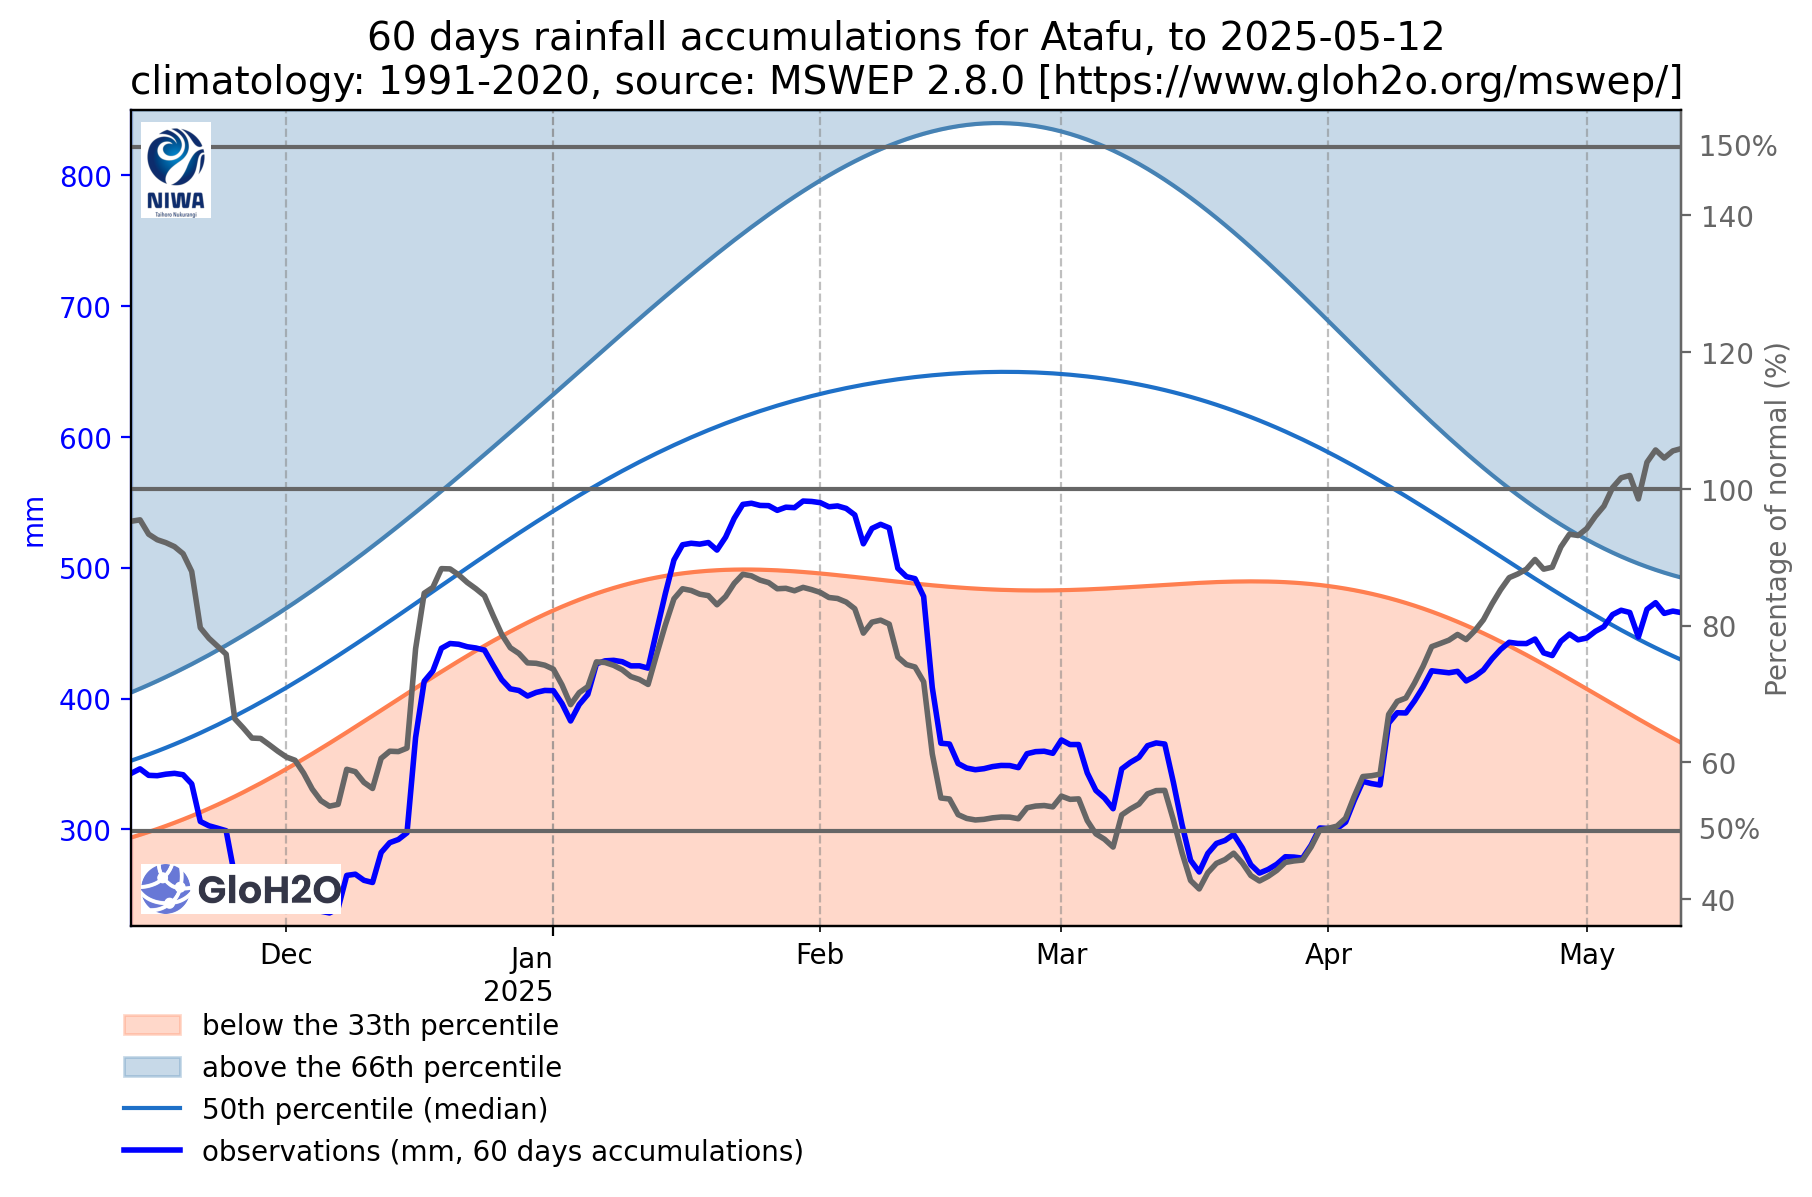 60 days rainfall accumulations for Atafu, to 2025-05-12
climatology: 1991-2020, source: MSWEP 2.8.0 [https://www.gloh2o.org/mswep/]
NIWA
Taihoro Nukurangi
800
700
600
500
400
300
mm
150%
140
120
100
80
60
50%
40
Percentage of normal (%)
GloH2O
Dec
Jan
2025
Feb
Mar
Apr
May
below the 33th percentile
above the 66th percentile
50th percentile (median)
observations (mm, 60 days accumulations)